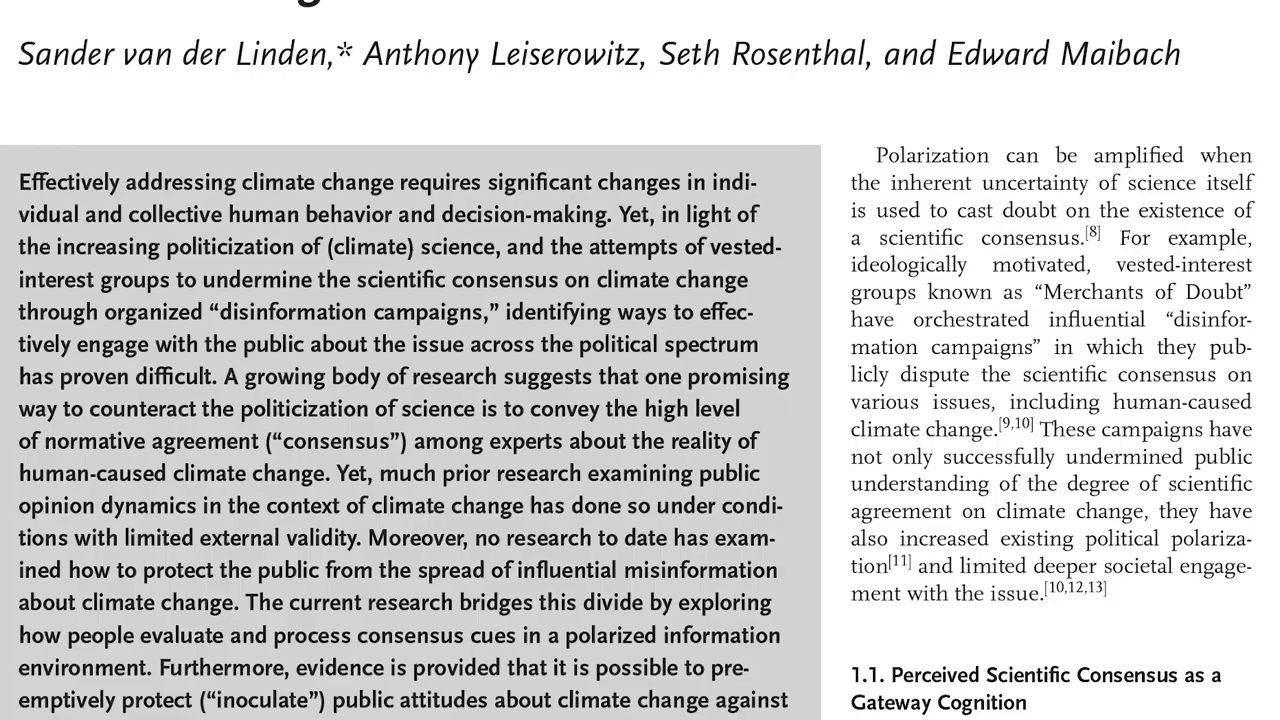 Sander van der Linden,* Anthony Leiserowitz, Seth Rosenthal, and Edward Maibach
Effectively addressing climate change requires significant changes in indi-
vidual and collective human behavior and decision-making. Yet, in light of
the increasing politicization of (climate) science, and the attempts of vested-
interest groups to undermine the scientific consensus on climate change
through organized “disinformation campaigns,” identifying ways to effec-
tively engage with the public about the issue across the political spectrum
has proven difficult. A growing body of research suggests that one promising
way to counteract the politicization of science is to convey the high level
of normative agreement (“consensus”) among experts about the reality of
human-caused climate change. Yet, much prior research examining public
opinion dynamics in the context of climate change has done so under condi-
tions with limited external validity. Moreover, no research to date has exam-
ined how to protect the public from the spread of influential misinformation
about climate change. The current research bridges this divide by exploring
how people evaluate and process consensus cues in a polarized information
environment. Furthermore, evidence is provided that it is possible to pre-
emptively protect (“inoculate”) public attitudes about climate change against
Polarization can be amplified when
the inherent uncertainty of science itself
is used to cast doubt on the existence of
a scientific consensus.[8] For example,
ideologically motivated, vested-interest
groups known as “Merchants of Doubt”
have orchestrated influential “disinfor-
mation campaigns” in which they pub-
licly dispute the scientific consensus on
various issues, including human-caused
climate change.[9,10] These campaigns have
not only successfully undermined public
understanding of the degree of scientific
agreement on climate change, they have
also increased existing political polariza-
tion[11] and limited deeper societal engage-
ment with the issue.[10,12,13]
1.1. Perceived Scientific Consensus as a
Gateway Cognition